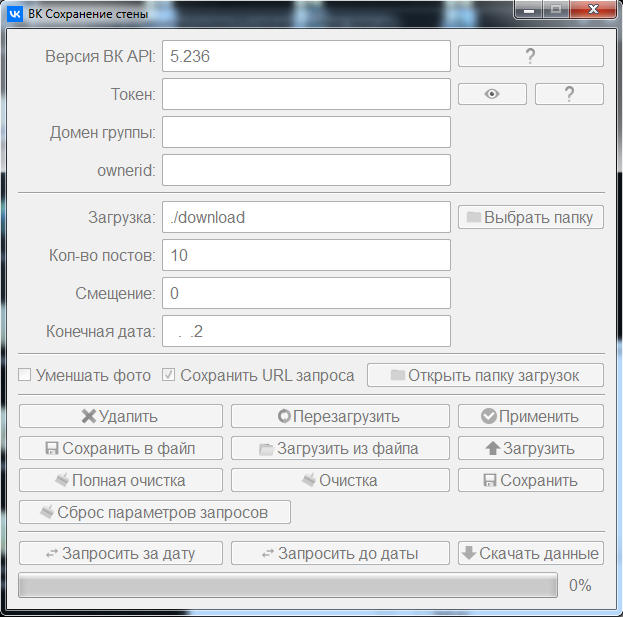 ВК Сохранение стены
Версия ВК API: 5.236 ?
Токен: ?
Домен группы:
ownerid:
Загрузка: ./download Выбрать папку
Кол-во постов: 10
Смещение: 0
Конечная дата: . .2
Уменшать фото Сохранить URL запроса Открыть папку загрузок
Удалить Перезагрузить Применить
Сохранить в файл Загрузить из файла Загрузить
Полная очистка Очистка Сохранить
Сброс параметров запросов
Запросить за дату Запросить до даты Скачать данные
0%